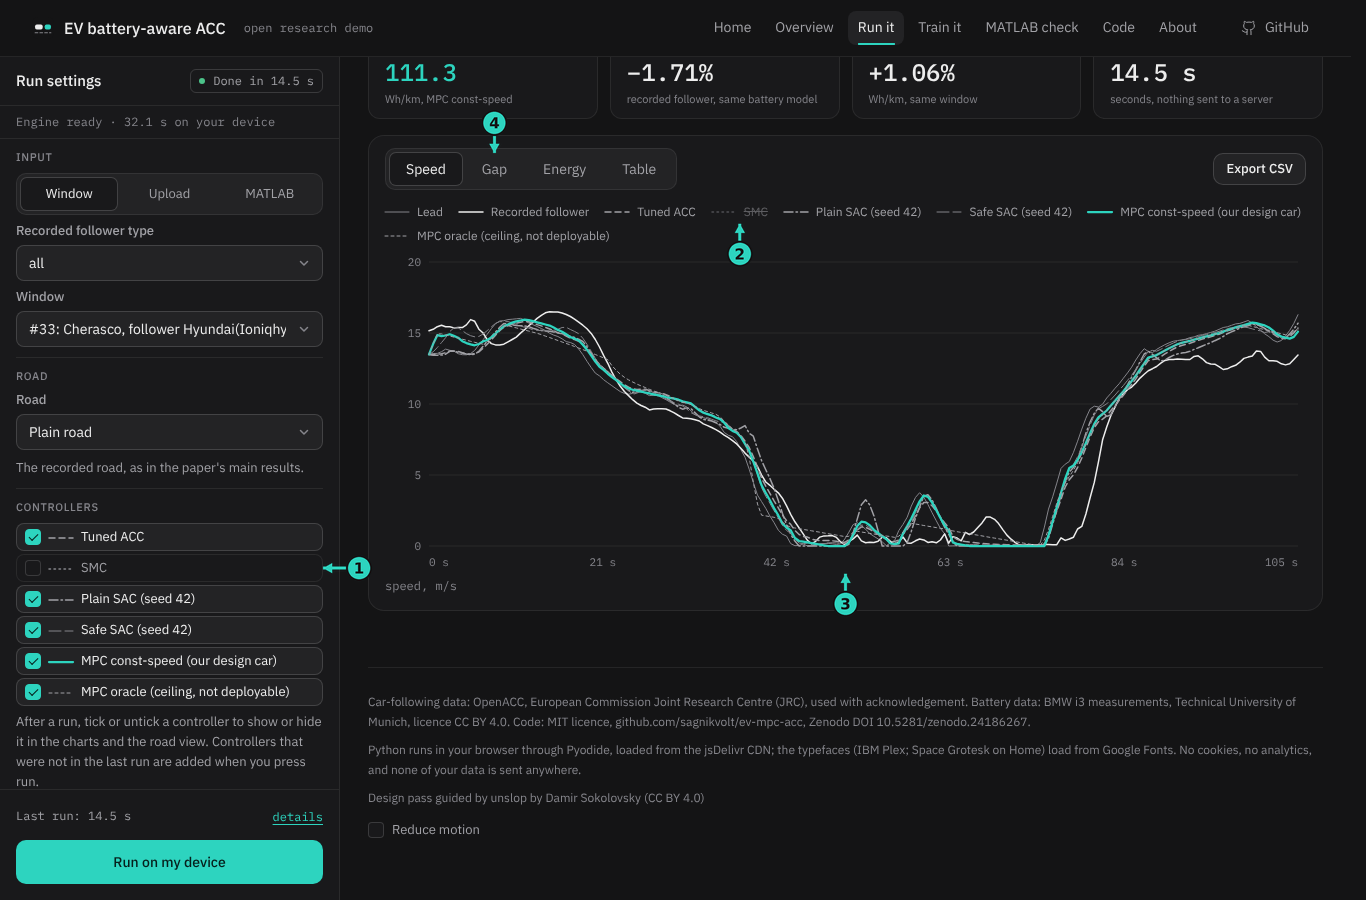 EV battery-aware ACC open research demo Home Overview Run it Train it MATLAB check Code About GitHub
Run settings Done in 14.5 s
Engine ready · 32.1 s on your device
INPUT
Window Upload MATLAB
Recorded follower type
all
Window
#33: Cherasco, follower Hyundai(Ioniqhy
ROAD
Road
Plain road
The recorded road, as in the paper's main results.
CONTROLLERS
Tuned ACC
SMC
1
Plain SAC (seed 42)
Safe SAC (seed 42)
MPC const-speed (our design car)
MPC oracle (ceiling, not deployable)
After a run, tick or untick a controller to show or hide
it in the charts and the road view. Controllers that
were not in the last run are added when you press
run.
Last run: 14.5 s details
Run on my device
111.3
Wh/km, MPC const-speed
−1.71%
recorded follower, same battery model
+1.06%
Wh/km, same window
14.5 s
seconds, nothing sent to a server
4
Speed Gap Energy Table
Export CSV
Lead Recorded follower Tuned ACC SMC Plain SAC (seed 42) Safe SAC (seed 42) MPC const-speed (our design car)
MPC oracle (ceiling, not deployable)
2
20
15
10
5
0
0 s 21 s 42 s 63 s 84 s 105 s
speed, m/s
3
Car-following data: OpenACC, European Commission Joint Research Centre (JRC), used with acknowledgement. Battery data: BMW i3 measurements, Technical University of
Munich, licence CC BY 4.0. Code: MIT licence, github.com/sagnikvolt/ev-mpc-acc, Zenodo DOI 10.5281/zenodo.24186267.
Python runs in your browser through Pyodide, loaded from the jsDelivr CDN; the typefaces (IBM Plex; Space Grotesk on Home) load from Google Fonts. No cookies, no analytics,
and none of your data is sent anywhere.
Design pass guided by unslop by Damir Sokolovsky (CC BY 4.0)
Reduce motion